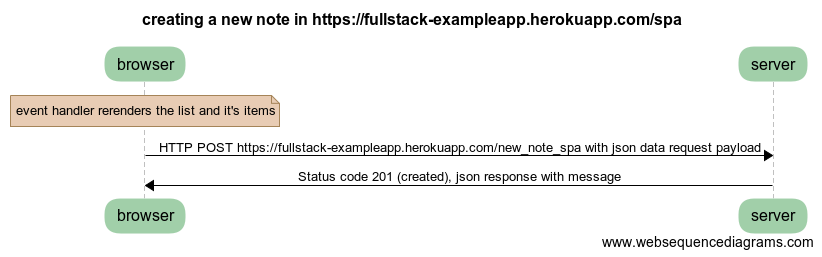 creating a new note in https://fullstack-exampleapp.herokuapp.com/spa
browser
server
event handler rerenders the list and it's items
HTTP POST https://fullstack-exampleapp.herokuapp.com/new_note_spa with json data request payload
Status code 201 (created), json response with message
browser
server
www.websequencediagrams.com